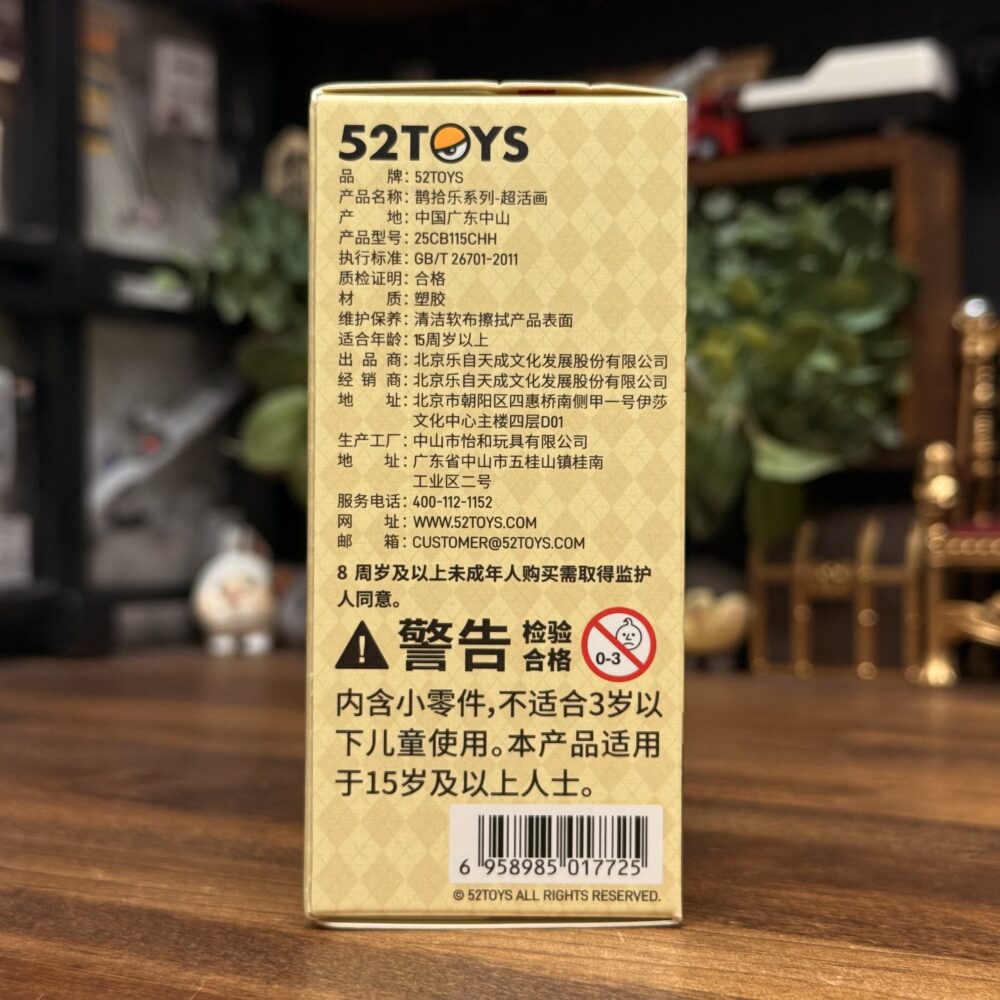 52TOYS
品 牌：52TOYS
产品名称：鹊拾乐系列-超活画
产 地：中国广东中山
产品型号：25CB115CHH
执行标准：GB/T 26701-2011
质检证明：合格
材 质：塑胶
维护保养：清洁软布擦拭产品表面
适合年龄：15周岁以上
出 品 商：北京乐自天成文化发展股份有限公司
经 销 商：北京乐自天成文化发展股份有限公司
地 址：北京市朝阳区四惠桥南侧甲一号伊莎
文化中心主楼四层D01
生产工厂：中山市怡和玩具有限公司
地 址：广东省中山市五桂山镇桂南
工业区二号
服务电话：400-112-1152
网 址：WWW.52TOYS.COM
邮 箱：CUSTOMER@52TOYS.COM
8 周岁及以上未成年人购买需取得监护
人同意。
警告 检验
合格
0-3
内含小零件,不适合3岁以
下儿童使用。本产品适用
于15岁及以上人士。
6 958985 017725
© 52TOYS ALL RIGHTS RESERVED.